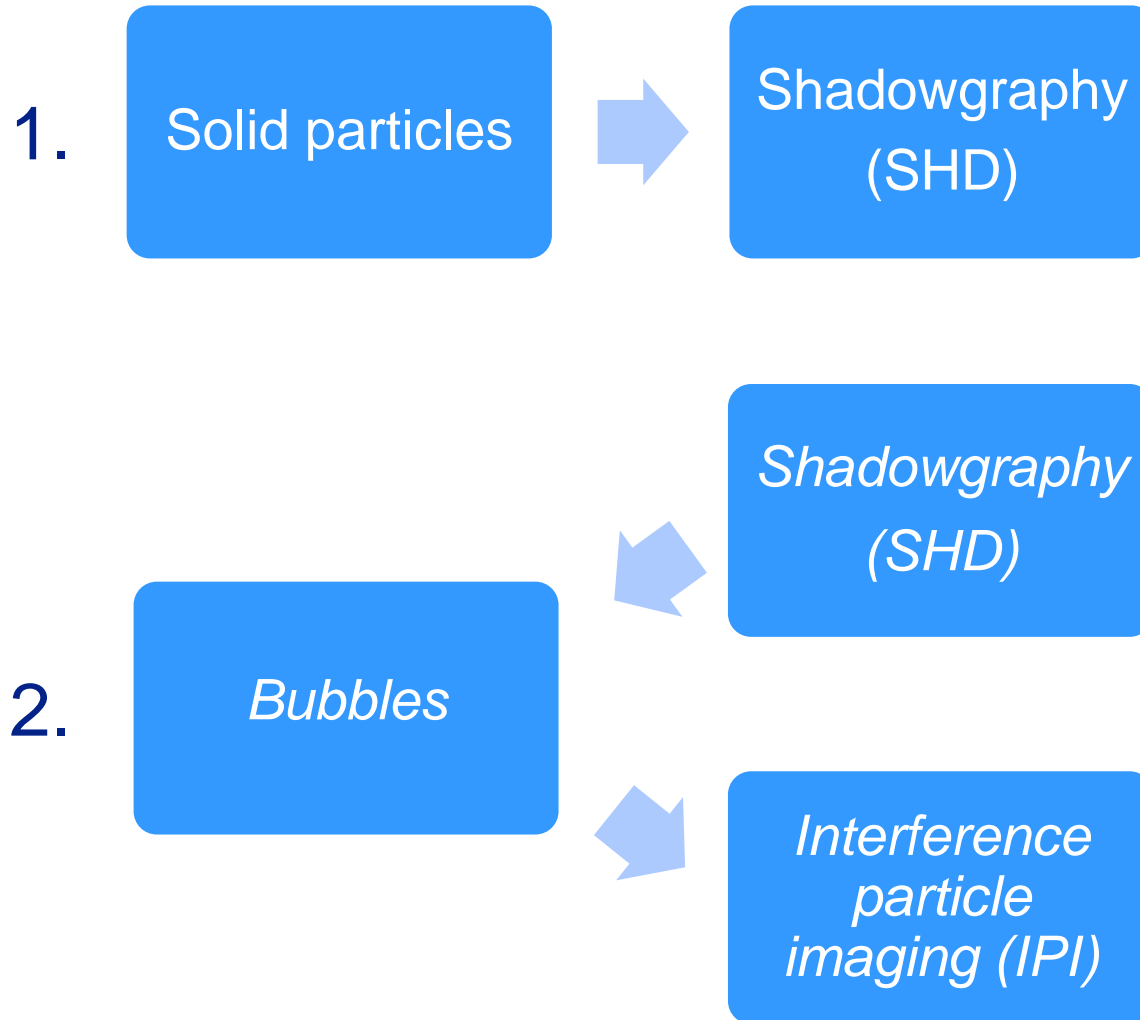 1.
Solid particles
Shadowgraphy
(SHD)
Shadowgraphy
(SHD)
2.
Bubbles
Interference
particle
imaging (IPI)